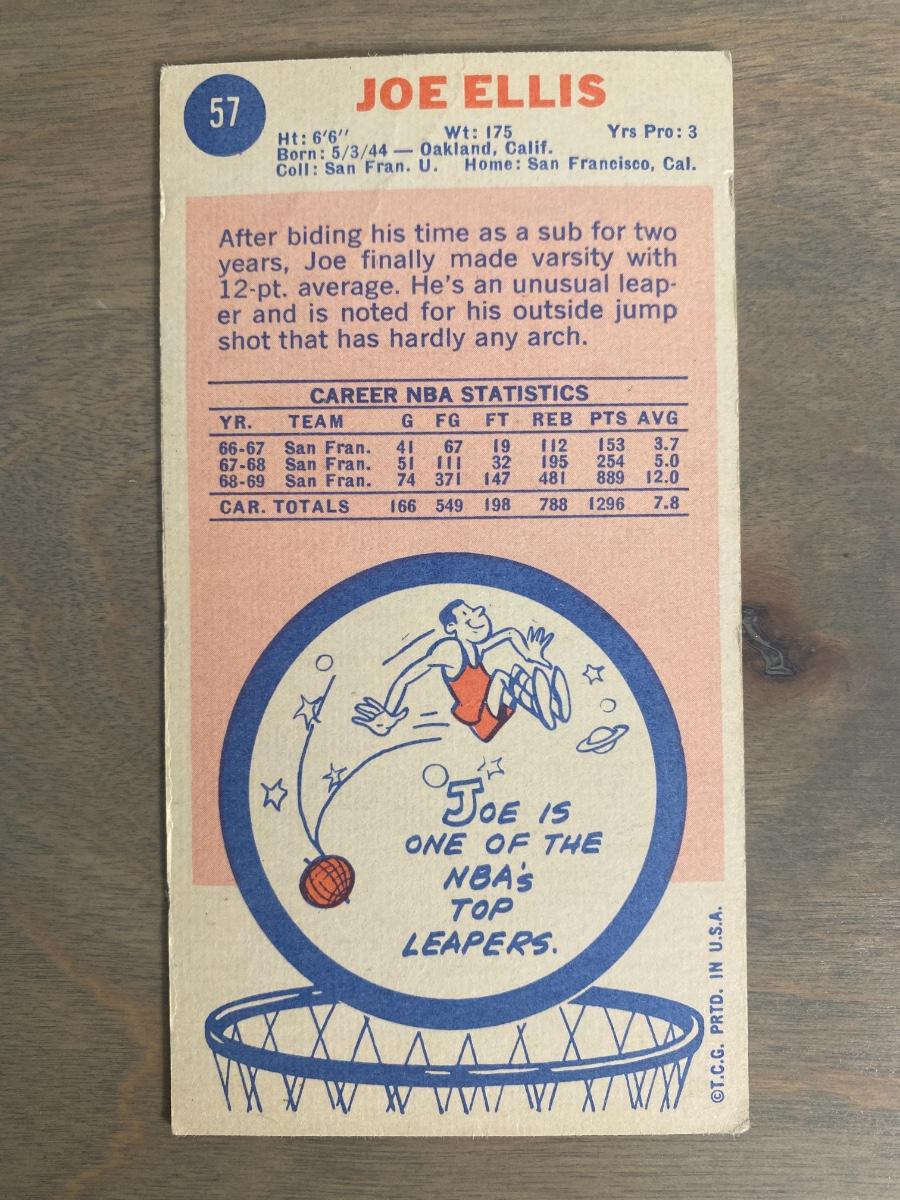 57
JOE ELLIS
Ht: 6'6" Wt: 175 Yrs Pro: 3
Born: 5/3/44 — Oakland, Calif.
Coll: San Fran. U. Home: San Francisco, Cal.
After biding his time as a sub for two
years, Joe finally made varsity with
12-pt. average. He's an unusual leap-
er and is noted for his outside jump
shot that has hardly any arch.
CAREER NBA STATISTICS
YR. TEAM G FG FT REB PTS AVG
66-67 San Fran. 41 67 19 112 153 3.7
67-68 San Fran. 51 111 32 195 254 5.0
68-69 San Fran. 74 371 147 481 889 12.0
CAR. TOTALS 166 549 198 788 1296 7.8
JOE IS
ONE OF THE
NBA's
TOP
LEAPERS.
©T.C.G. PRTD. IN U.S.A.